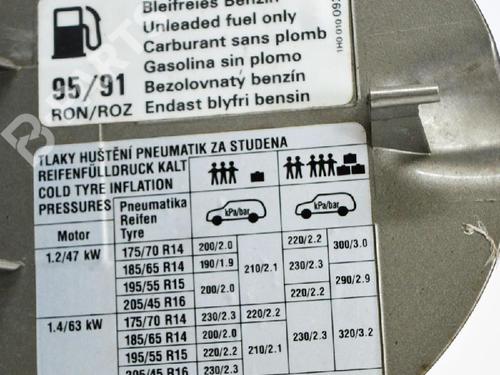 Bleifreies Benzin
Unleaded fuel only
Carburant sans plomb
Gasolina sin plomo
95/91 Bezolovnatý benzín
RON/ROZ Endast blyfri bensin
1H0 010
TLAKY HUŠTĚNÍ PNEUMATIK ZA STUDENA
REIFENFÜLLDRUCK KALT
COLD TYRE INFLATION
PRESSURES
Pneumatika
Reifen
Tyre
kPa/bar kPa/bar
Motor
1.2/47 kW 175/70 R14 200/2.0 210/2.1 220/2.2 300/3.0
185/65 R14 190/1.9 230/2.3
195/55 R15 200/2.0 290/2.9
205/45 R16 220/2.2
1.4/63 kW 175/70 R14 230/2.3 220/2.2 230/2.3 320/3.2
185/65 R14 200/2.0 210/2.1
195/55 R15 220/2.2
205/45 R16 230/2.3